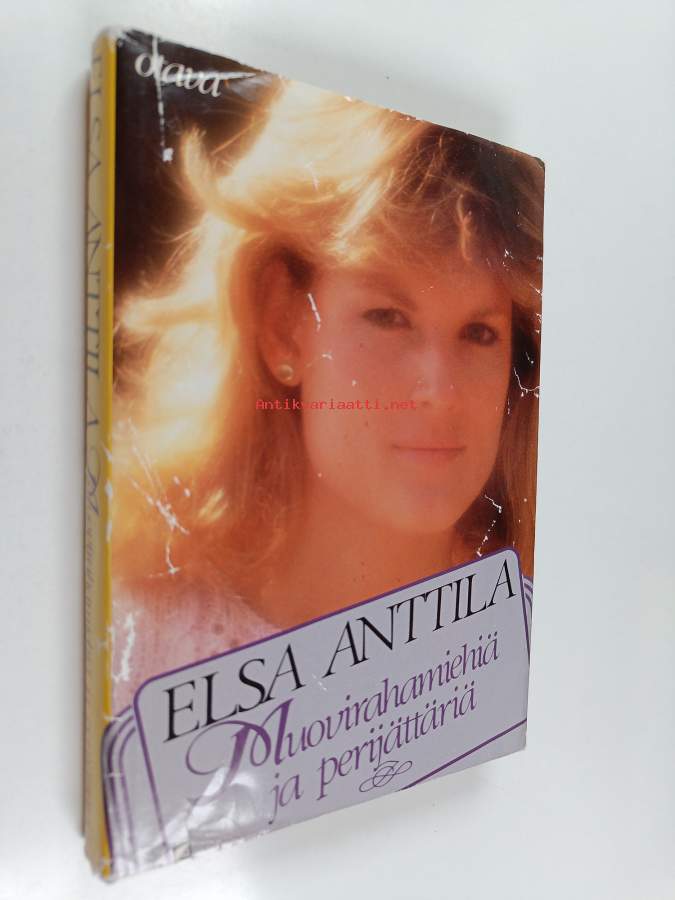 otava
Antikvariaatti.net
ELSA ANTTILA
Muovirahamiehiä
ja perijättäriä
ELSA ANTTILA